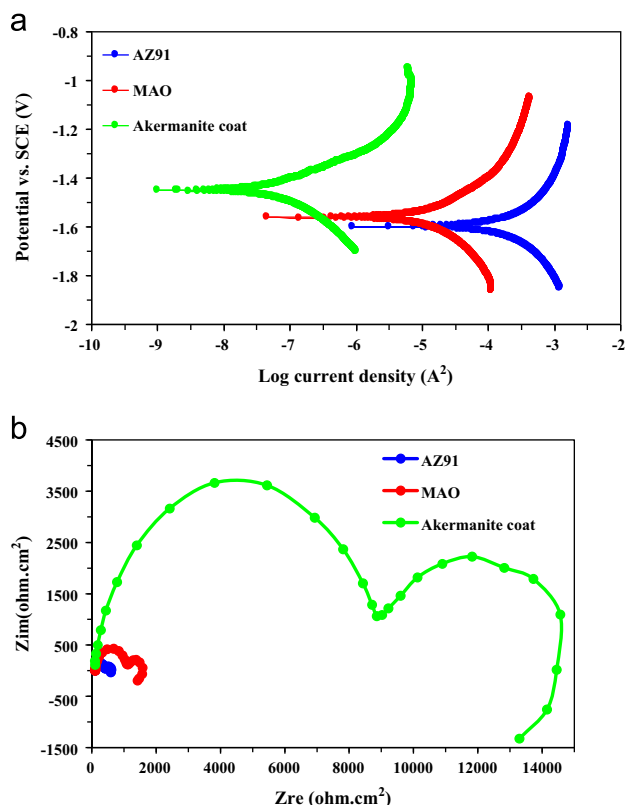 a
-0.8
-1
-1.2
-1.4
-1.6
-1.8
-2
Potential vs. SCE (V)
AZ91
MAO
Akermanite coat
-10 -9 -8 -7 -6 -5 -4 -3 -2
Log current density (A²)
b
4500
3500
2500
1500
500
-500
-1500
Zim(ohm.cm²)
AZ91
MAO
Akermanite coat
0 2000 4000 6000 8000 10000 12000 14000
Zre (ohm.cm²)